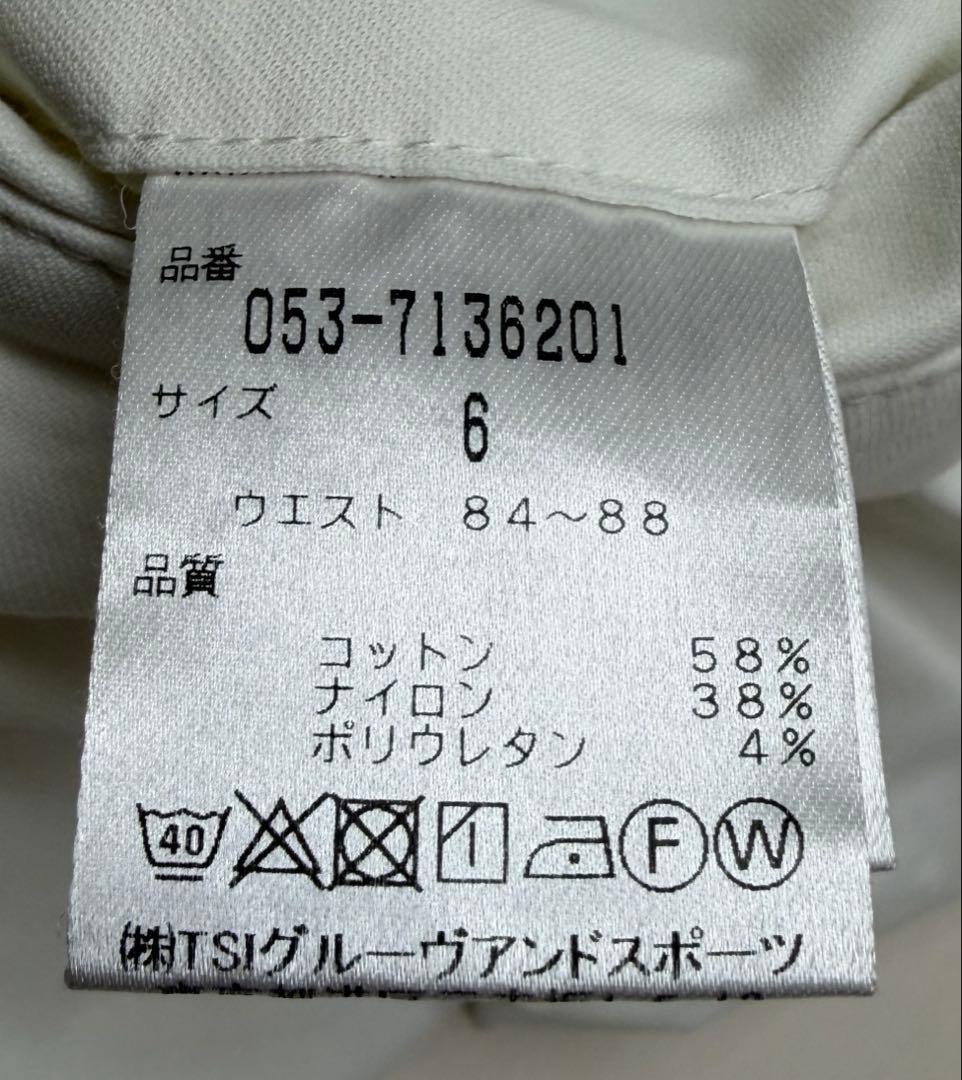 品番
053-7136201
サイズ 6
ウエスト 84～88
品質
コットン 58%
ナイロン 38%
ポリウレタン 4%
40 F W
㈱TSIグルーヴアンドスポーツ